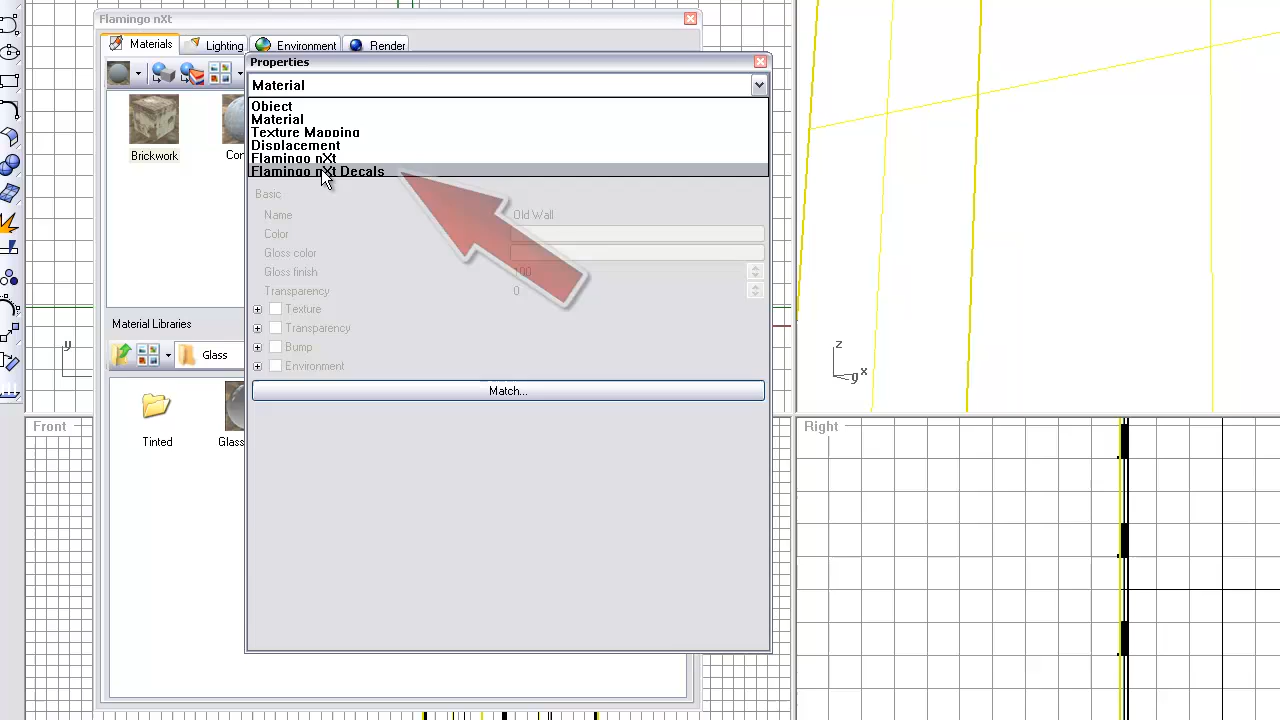 Flamingo nXt
Materials
Lighting
Environment
Render
Properties
Material
Object
Material
Texture Mapping
Displacement
Flamingo nXt
Flamingo nXt Decals
Brickwork
Basic
Name
Old Wall
Color
Gloss color
Gloss finish
100
Transparency
0
Texture
Transparency
Bump
Environment
Match...
Material Libraries
Glass
Tinted
y
z
x
Front
Right